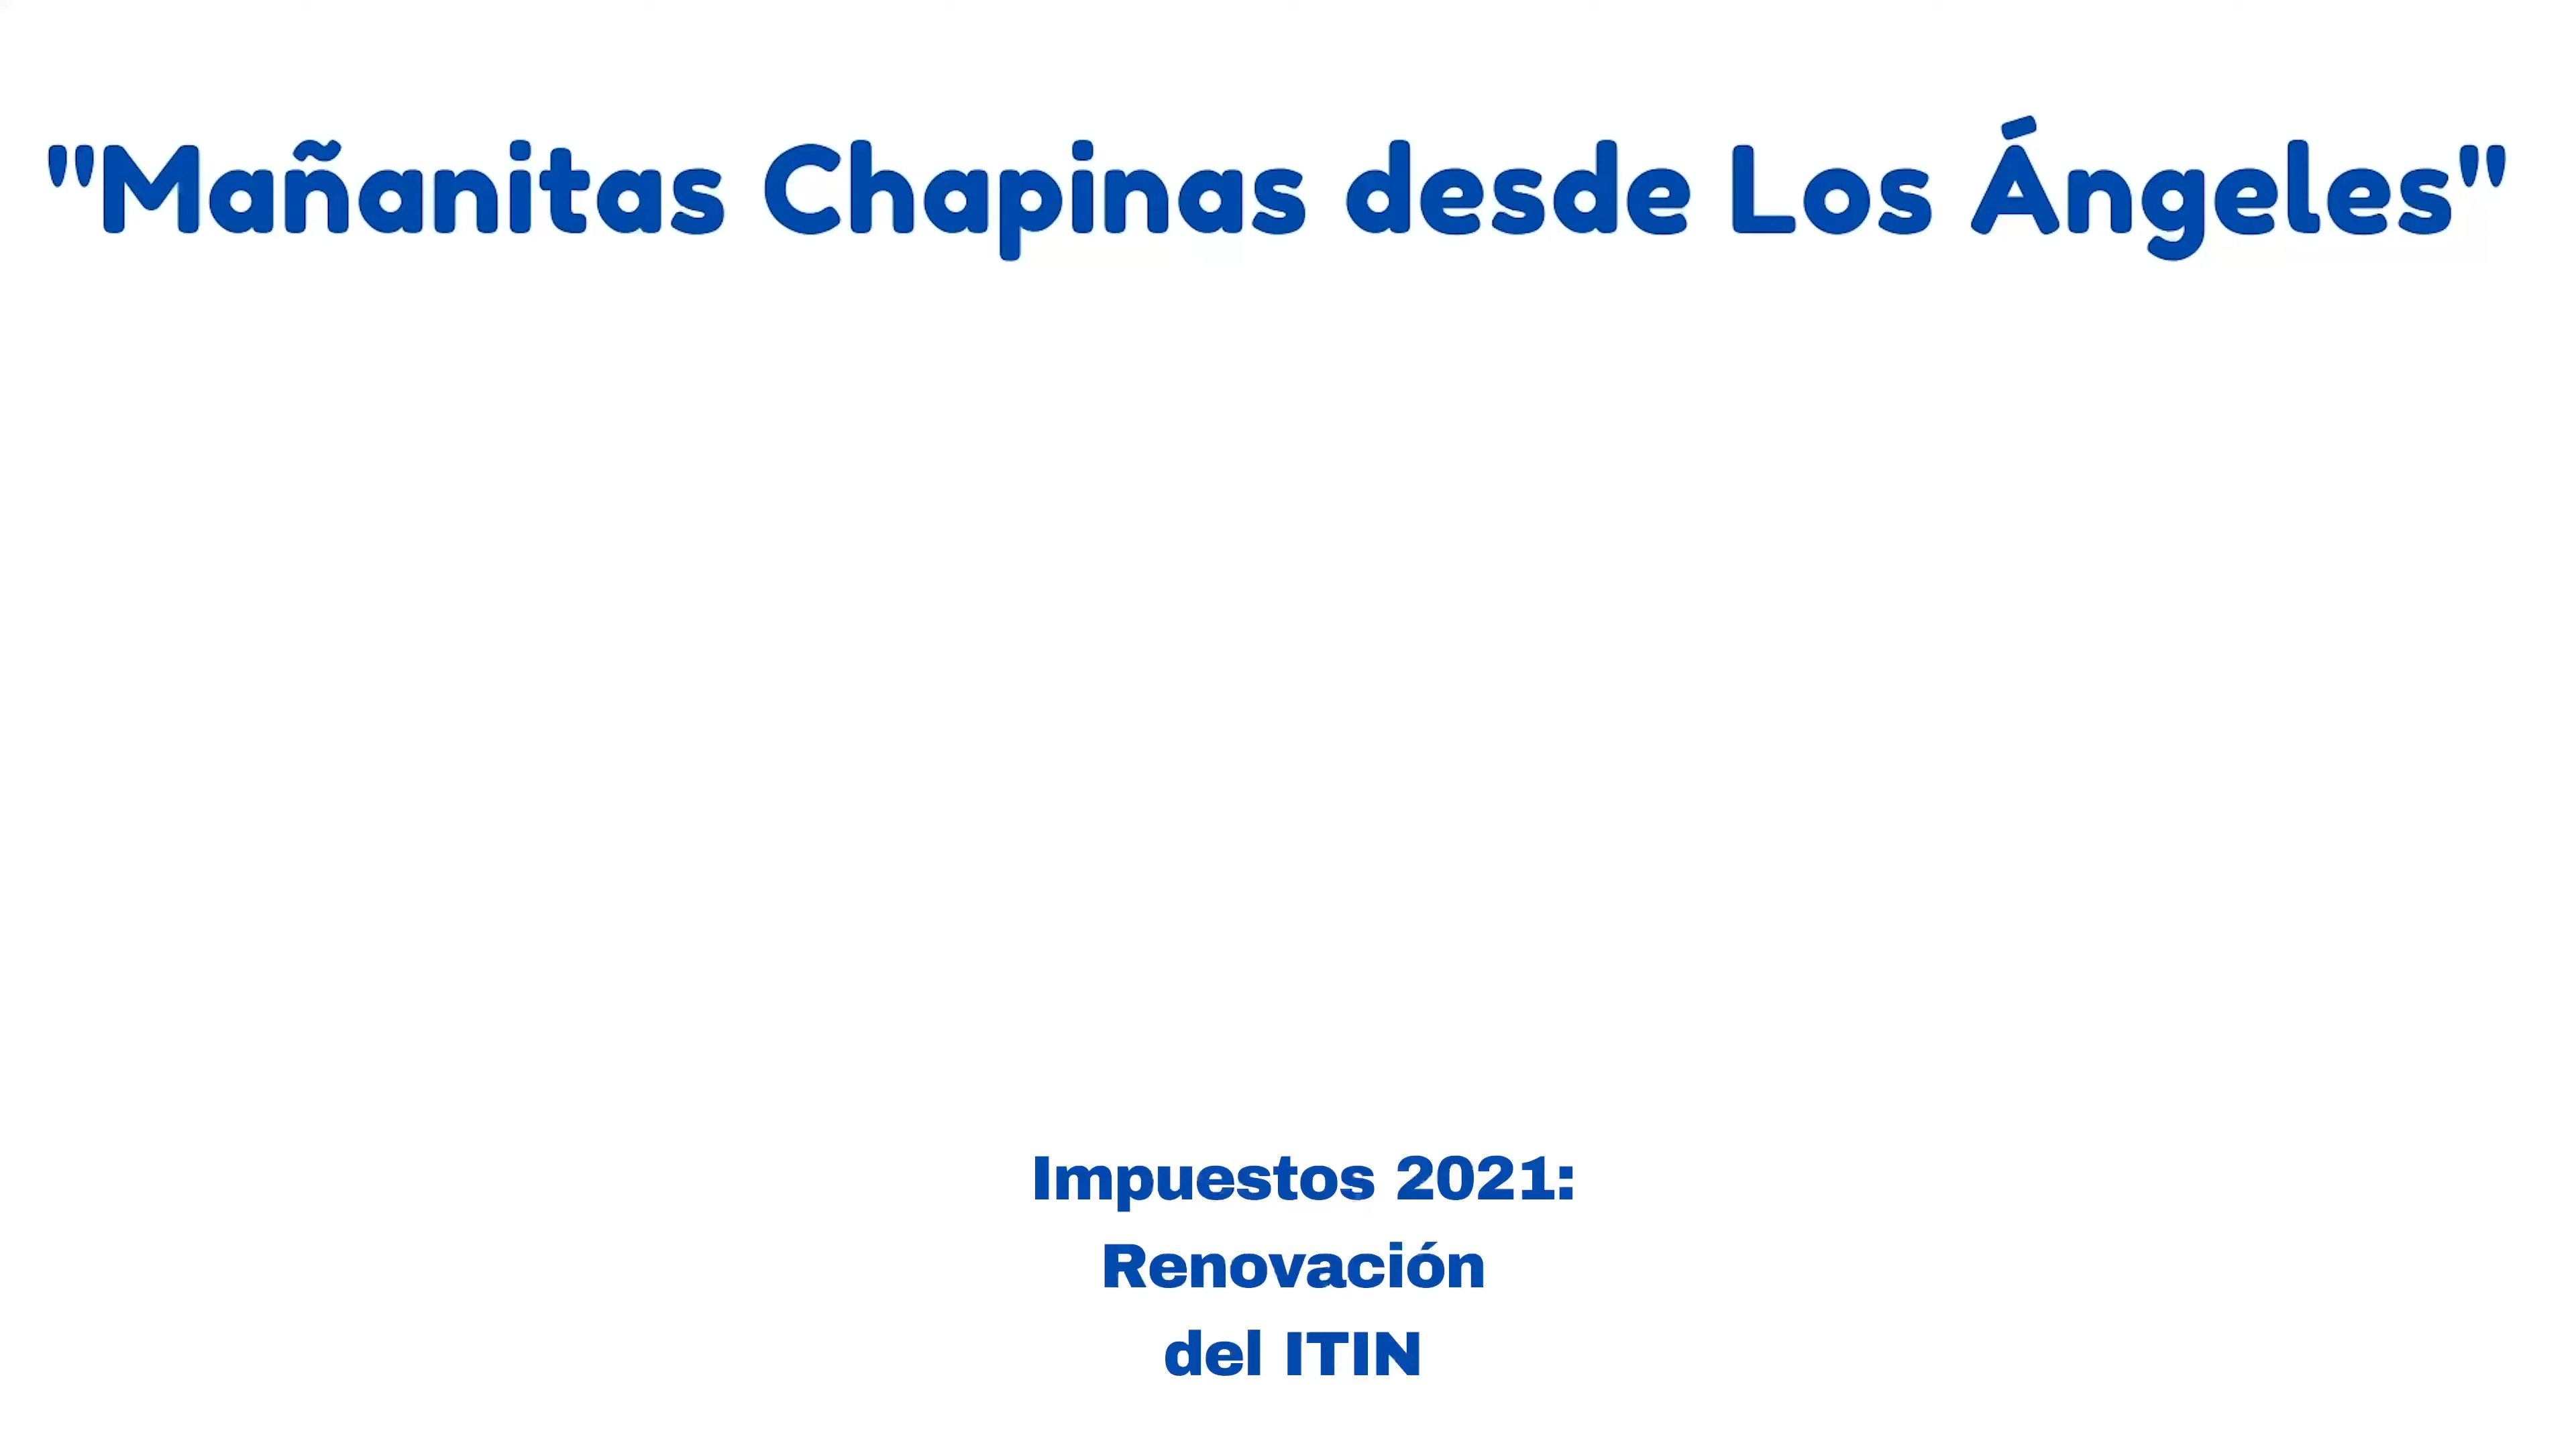 "Mañanitas Chapinas desde Los Ángeles"
Impuestos 2021:
Renovación
del ITIN